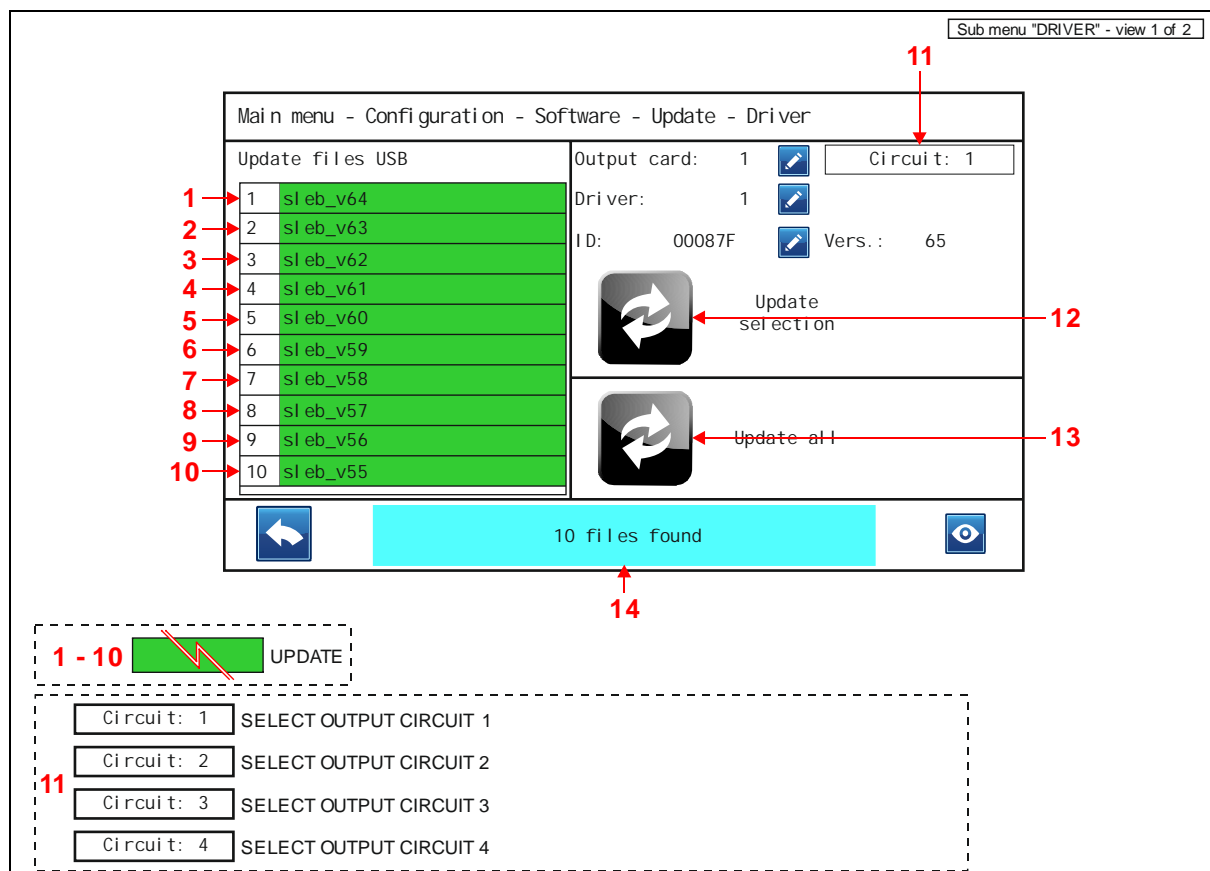 Sub menu "DRIVER" - view 1 of 2
11
Main menu - Configuration - Software - Update - Driver
Update files USB
Output card: 1 Circuit: 1
1 1 sleb_v64
Driver: 1
2 2 sleb_v63
ID: 00087F Vers.: 65
3 3 sleb_v62
4 4 sleb_v61
5 5 sleb_v60
Update
selection
12
6 6 sleb_v59
7 7 sleb_v58
8 8 sleb_v57
9 9 sleb_v56
Update all
13
10 10 sleb_v55
10 files found
14
1 - 10 UPDATE
11
Circuit: 1 SELECT OUTPUT CIRCUIT 1
Circuit: 2 SELECT OUTPUT CIRCUIT 2
Circuit: 3 SELECT OUTPUT CIRCUIT 3
Circuit: 4 SELECT OUTPUT CIRCUIT 4